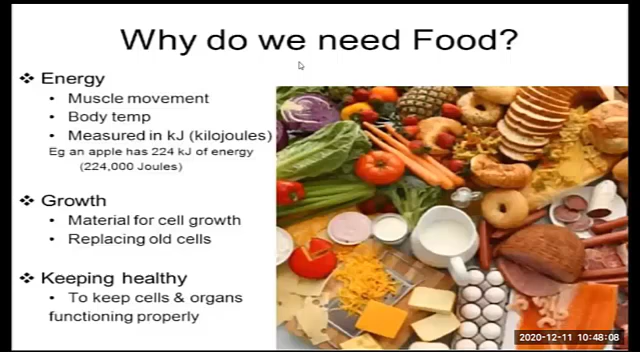 Why do we need Food?
❖ Energy
• Muscle movement
• Body temp
• Measured in kJ (kilojoules)
Eg an apple has 224 kJ of energy
(224,000 Joules)
❖ Growth
• Material for cell growth
• Replacing old cells
❖ Keeping healthy
• To keep cells & organs
functioning properly
2020-12-11 10:48:08